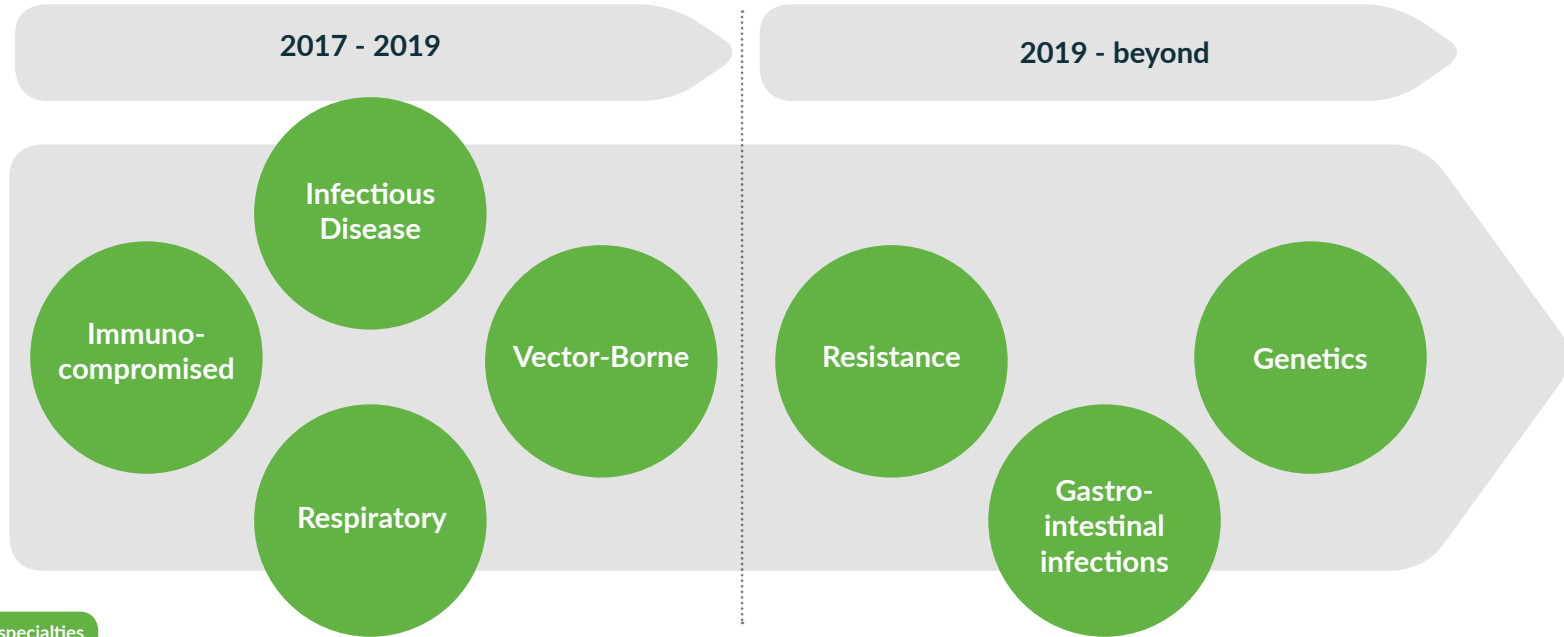 2017 - 2019
2019 - beyond
Infectious
Disease
Immuno-
compromised
Vector-Borne
Respiratory
Resistance
Genetics
Gastro-
intestinal
infections
specialties